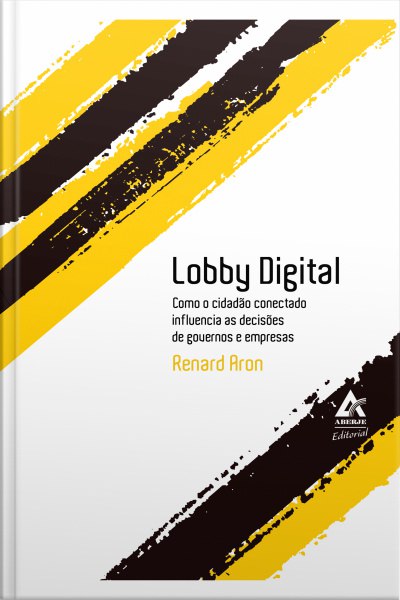 Lobby Digital
Como o cidadão conectado
influencia as decisões
de governos e empresas
Renard Aron
ABERJE
Editorial